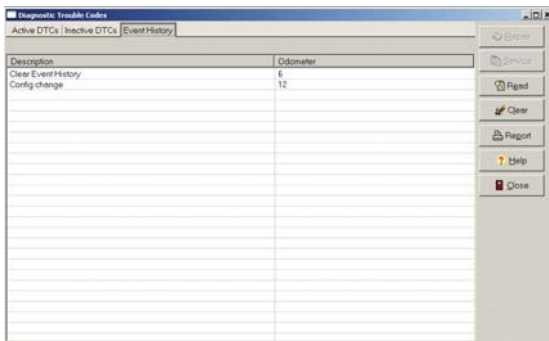 Diagnostic Trouble Codes
Active DTCs Inactive DTCs Event History
Description Odometer
Clear Event History 6
Config change 12
Repair
Service
Read
Clear
Report
Help
Close